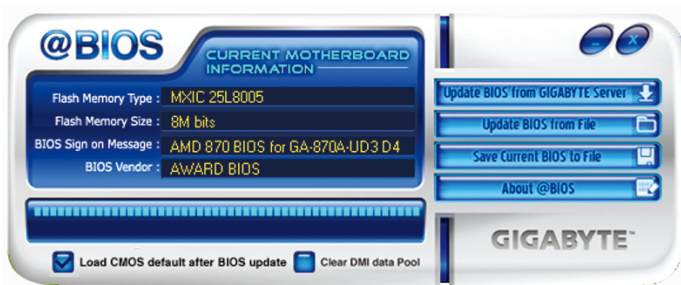 @BIOS
CURRENT MOTHERBOARD
INFORMATION
Flash Memory Type : MXIC 25L8005
Flash Memory Size : 8M bits
BIOS Sign on Message : AMD 870 BIOS for GA-870A-UD3 D4
BIOS Vendor : AWARD BIOS
Load CMOS default after BIOS update Clear DMI data Pool
Update BIOS from GIGABYTE Server
Update BIOS from File
Save Current BIOS to File
About @BIOS
GIGABYTE™